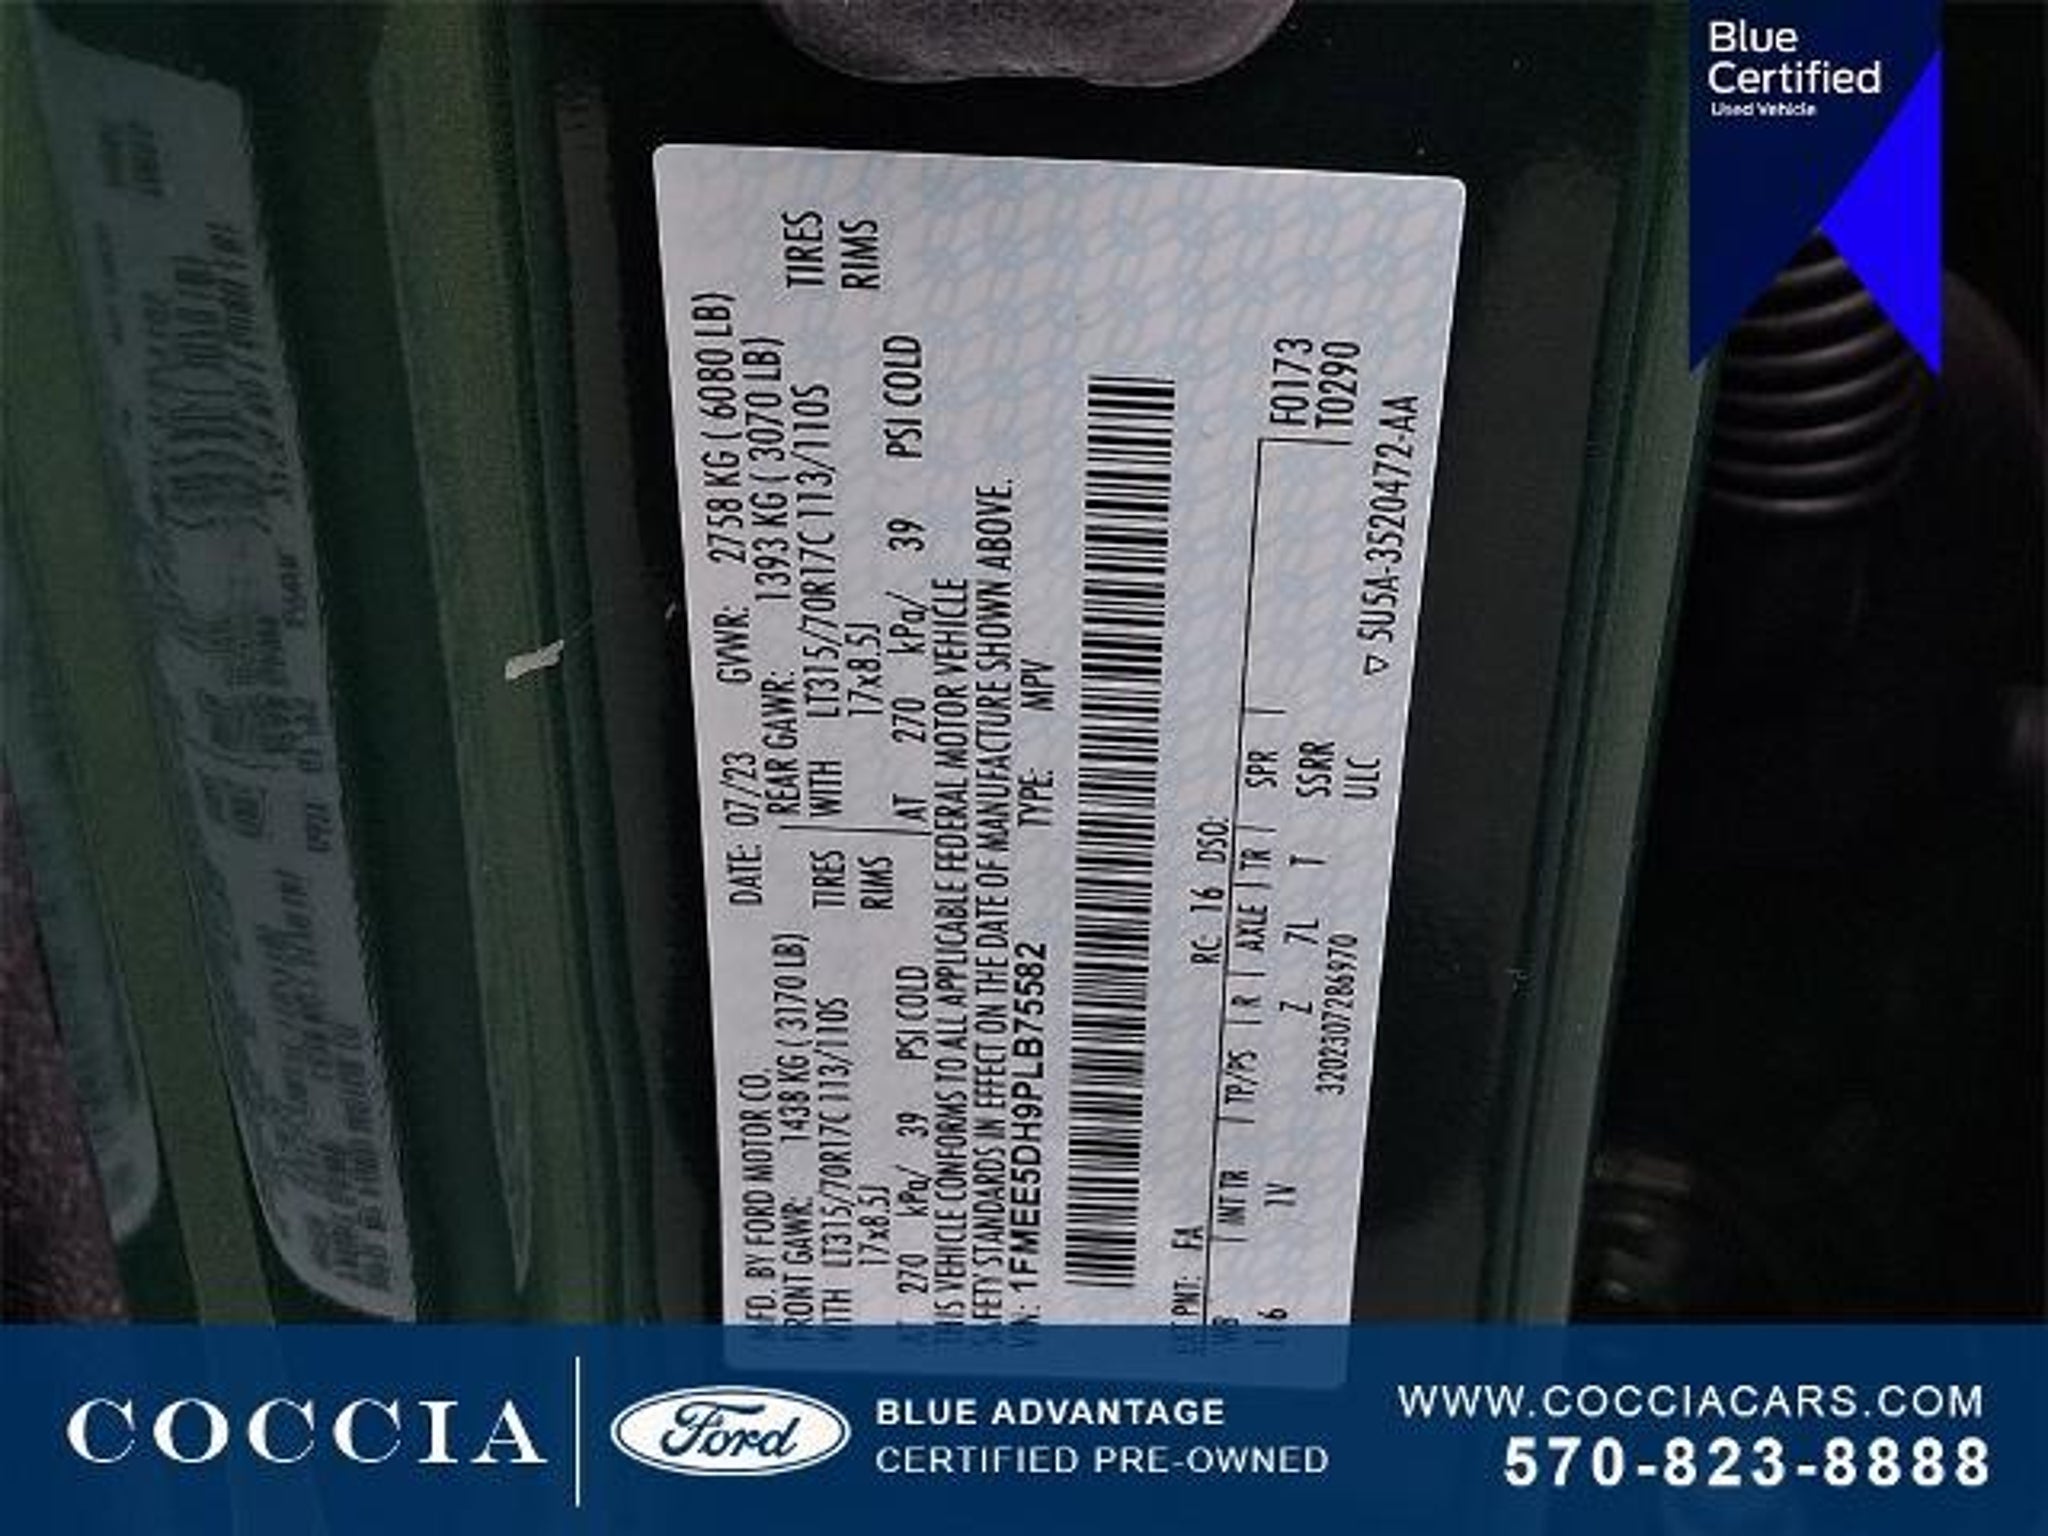 Blue
Certified
Used Vehicle
MFD. BY FORD MOTOR CO. DATE: 07/23 GVWR: 2758 KG ( 6080 LB)
FRONT GAWR: 1438 KG ( 3170 LB) REAR GAWR: 1393 KG ( 3070 LB)
WITH LT315/70R17C 113/110S TIRES WITH LT315/70R17C 113/110S TIRES
17x8.5J RIMS 17x8.5J RIMS
AT 270 kPa/ 39 PSI COLD AT 270 kPa/ 39 PSI COLD
THIS VEHICLE CONFORMS TO ALL APPLICABLE FEDERAL MOTOR VEHICLE
SAFETY STANDARDS IN EFFECT ON THE DATE OF MANUFACTURE SHOWN ABOVE.
VIN: 1FMEE5DH9PLB75582 TYPE: MPV
EXT PNT: FA RC: 16 DSO:
WB INT TR TP/PS R AXLE TR SPR F0173
116 7V Z 7L T SSRR T0290
3202307286970 ULC
▽ 5U5A-3520472-AA
COCCIA
Ford
BLUE ADVANTAGE
CERTIFIED PRE-OWNED
WWW.COCCIACARS.COM
570-823-8888